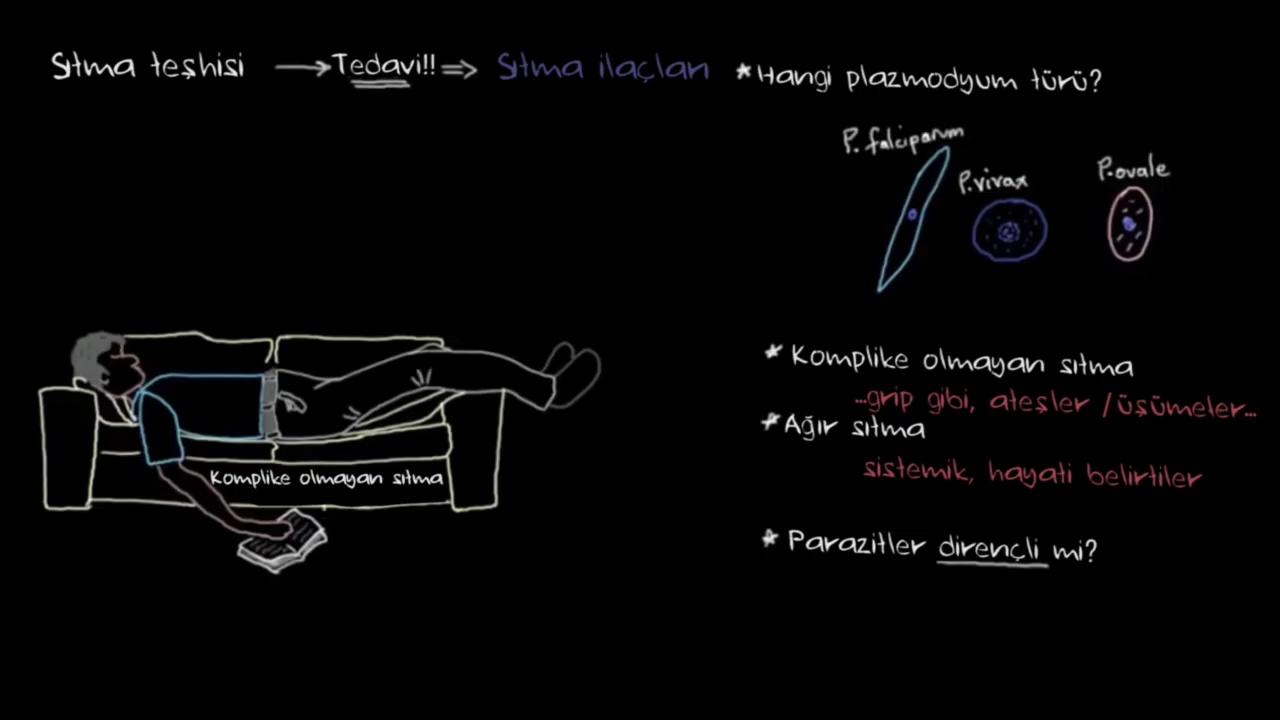 Sıtma teşhisi → Tedavi!! ⇒ Sıtma ilaçları
* Hangi plazmodyum türü?
P. falciparum
P.vivax
P.ovale
* Komplike olmayan sıtma
...grip gibi, ateşler / üşümeler...
* Ağır sıtma
sistemik, hayati belirtiler
Komplike olmayan sıtma
* Parazitler dirençli mi?